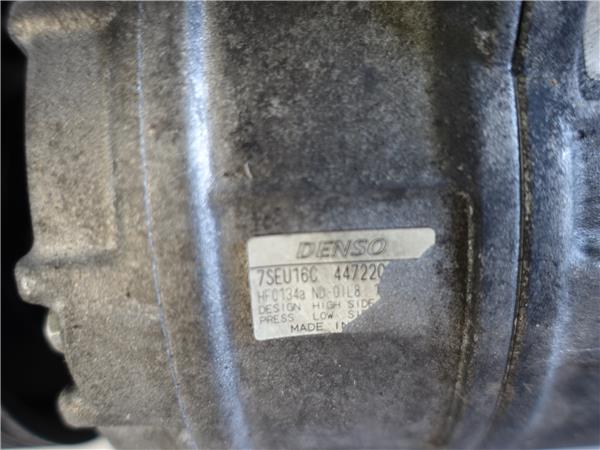 DENSO
7SEU16C 447220
HFC134a ND-OIL8
DESIGN HIGH SIDE
PRESS LOW
MADE IN